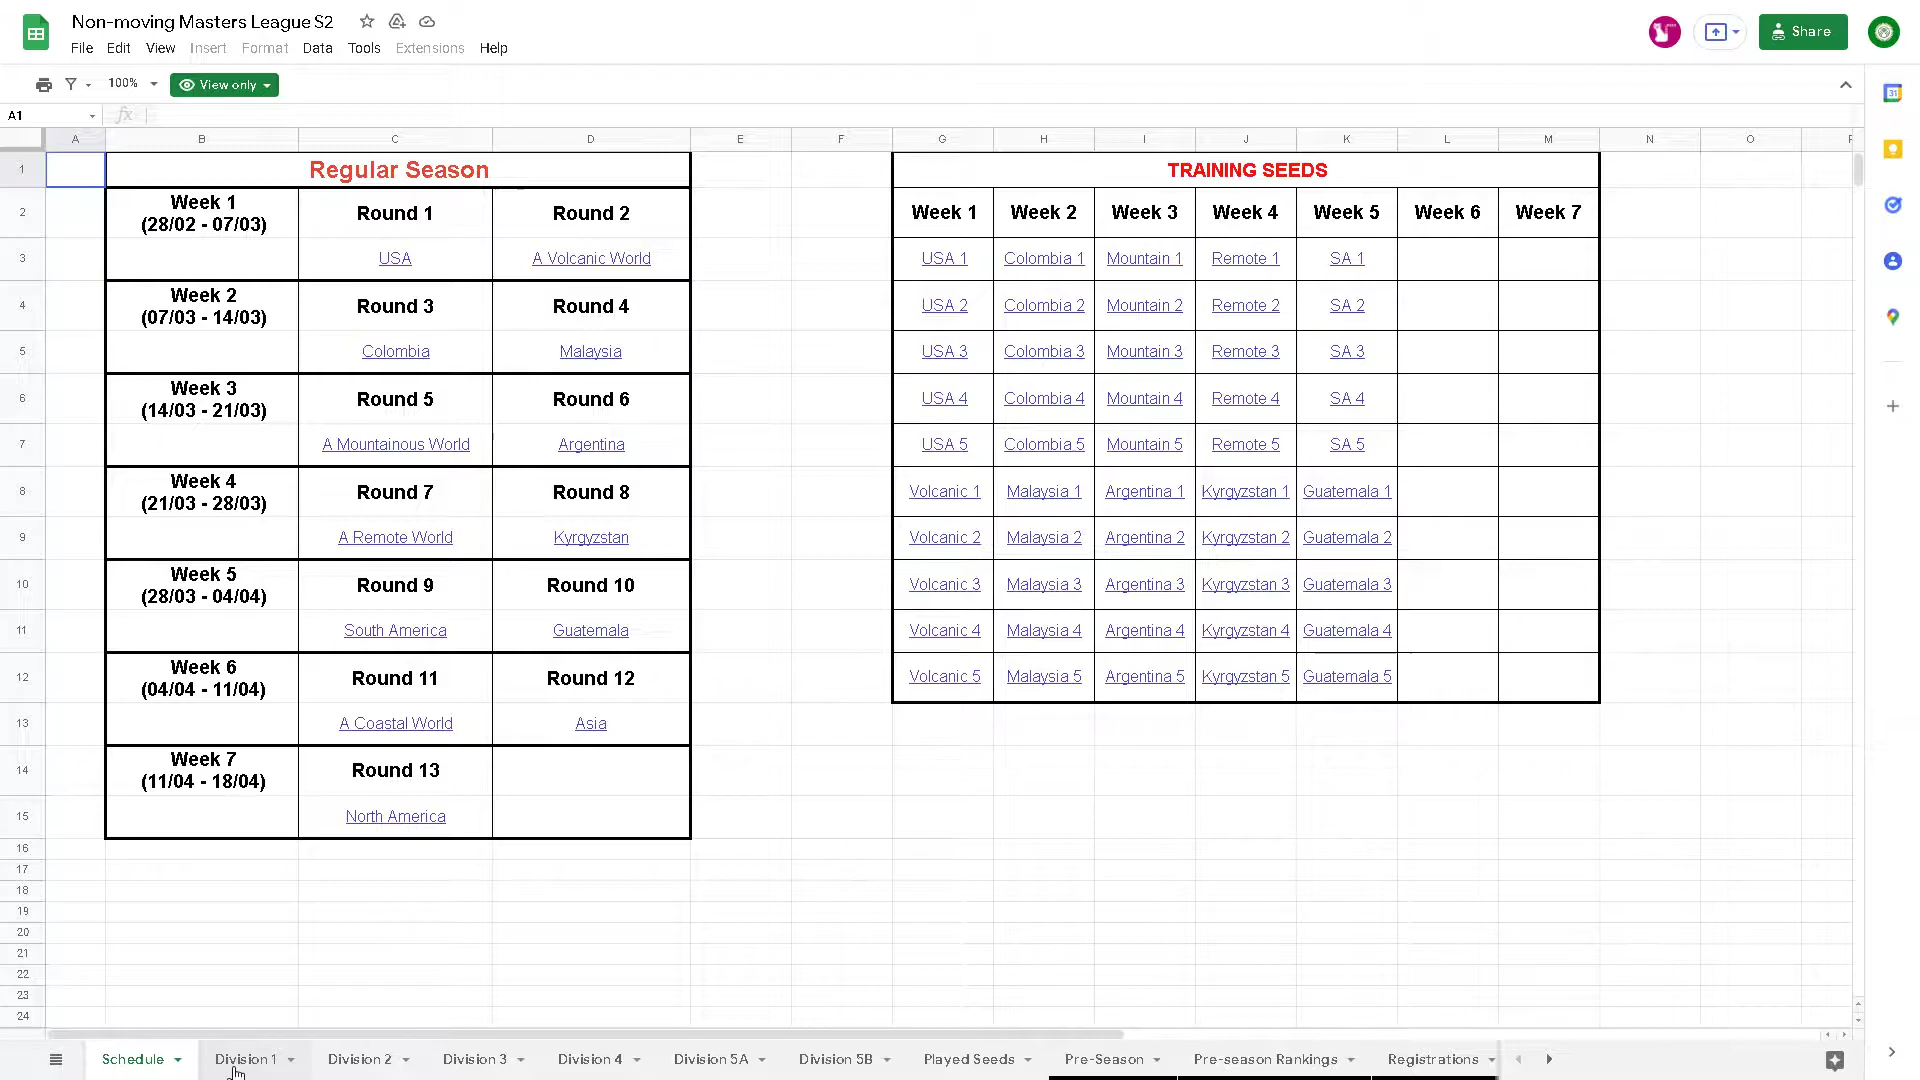 Non-moving Masters League S2
File Edit View Insert Format Data Tools Extensions Help
Share
100% View only
A1 fx
A B C D E F G H I J K L M N O
1 Regular Season TRAINING SEEDS
2 Week 1 (28/02 - 07/03) Round 1 Round 2 Week 1 Week 2 Week 3 Week 4 Week 5 Week 6 Week 7
3 USA A Volcanic World USA 1 Colombia 1 Mountain 1 Remote 1 SA 1
4 Week 2 (07/03 - 14/03) Round 3 Round 4 USA 2 Colombia 2 Mountain 2 Remote 2 SA 2
5 Colombia Malaysia USA 3 Colombia 3 Mountain 3 Remote 3 SA 3
6 Week 3 (14/03 - 21/03) Round 5 Round 6 USA 4 Colombia 4 Mountain 4 Remote 4 SA 4
7 A Mountainous World Argentina USA 5 Colombia 5 Mountain 5 Remote 5 SA 5
8 Week 4 (21/03 - 28/03) Round 7 Round 8 Volcanic 1 Malaysia 1 Argentina 1 Kyrgyzstan 1 Guatemala 1
9 A Remote World Kyrgyzstan Volcanic 2 Malaysia 2 Argentina 2 Kyrgyzstan 2 Guatemala 2
10 Week 5 (28/03 - 04/04) Round 9 Round 10 Volcanic 3 Malaysia 3 Argentina 3 Kyrgyzstan 3 Guatemala 3
11 South America Guatemala Volcanic 4 Malaysia 4 Argentina 4 Kyrgyzstan 4 Guatemala 4
12 Week 6 (04/04 - 11/04) Round 11 Round 12 Volcanic 5 Malaysia 5 Argentina 5 Kyrgyzstan 5 Guatemala 5
13 A Coastal World Asia
14 Week 7 (11/04 - 18/04) Round 13
15 North America
16
17
18
19
20
21
22
23
24
Schedule Division 1 Division 2 Division 3 Division 4 Division 5A Division 5B Played Seeds Pre-Season Pre-season Rankings Registrations
31